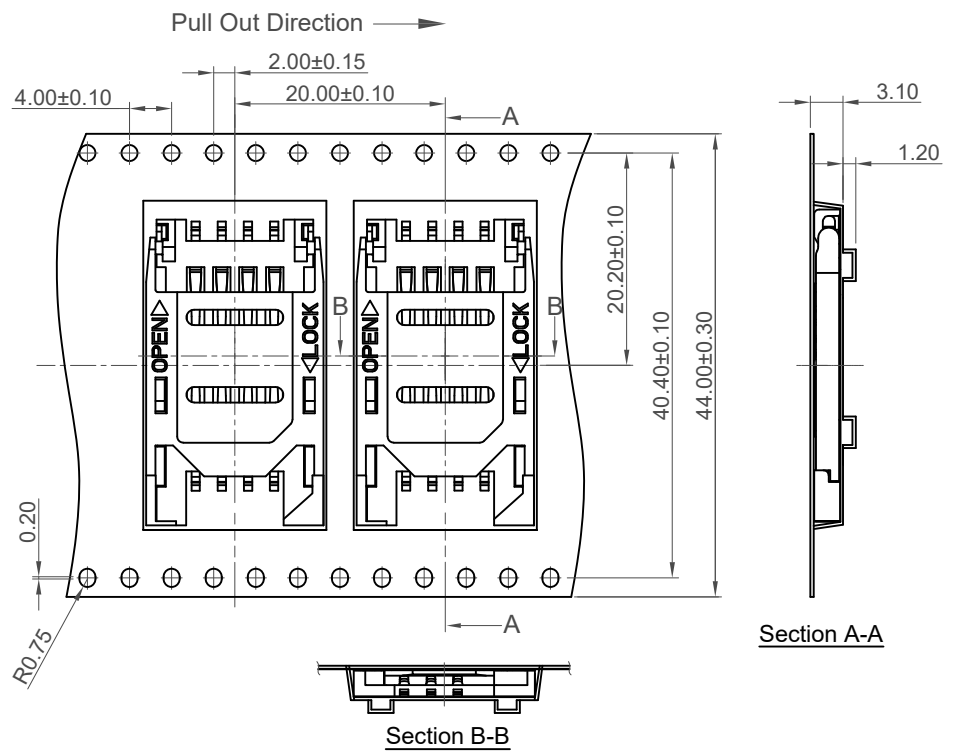 Pull Out Direction
2.00±0.15
4.00±0.10
20.00±0.10
A
3.10
1.20
20.20±0.10
40.40±0.10
44.00±0.30
B
B
OPEN
LOCK
OPEN
LOCK
0.20
R0.75
A
Section A-A
Section B-B